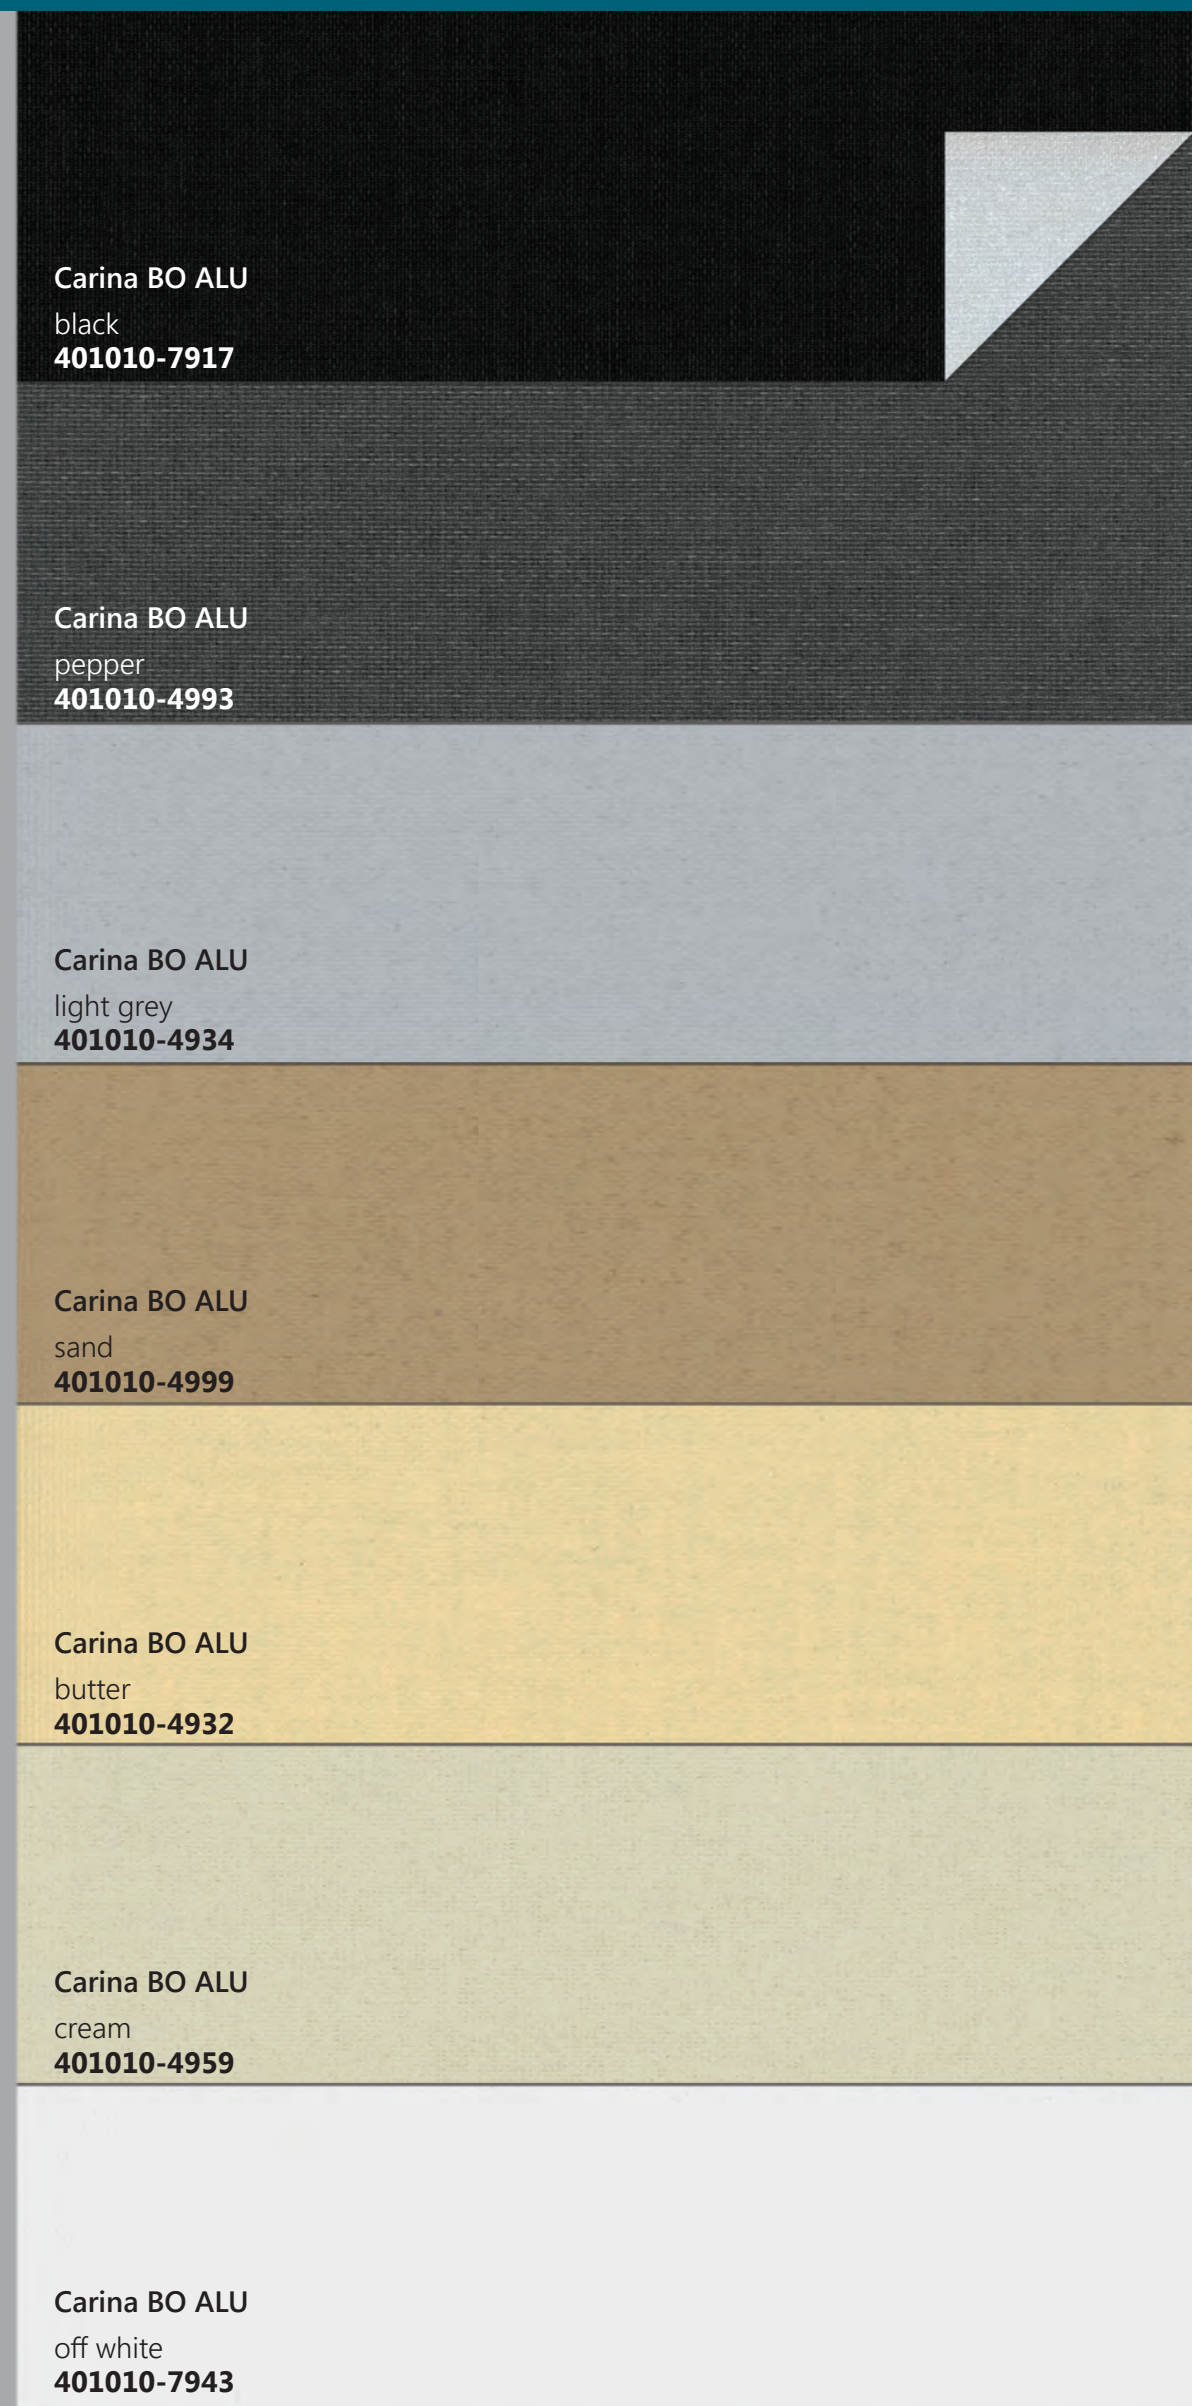 Carina BO ALU
black
401010-7917
Carina BO ALU
pepper
401010-4993
Carina BO ALU
light grey
401010-4934
Carina BO ALU
sand
401010-4999
Carina BO ALU
butter
401010-4932
Carina BO ALU
cream
401010-4959
Carina BO ALU
off white
401010-7943